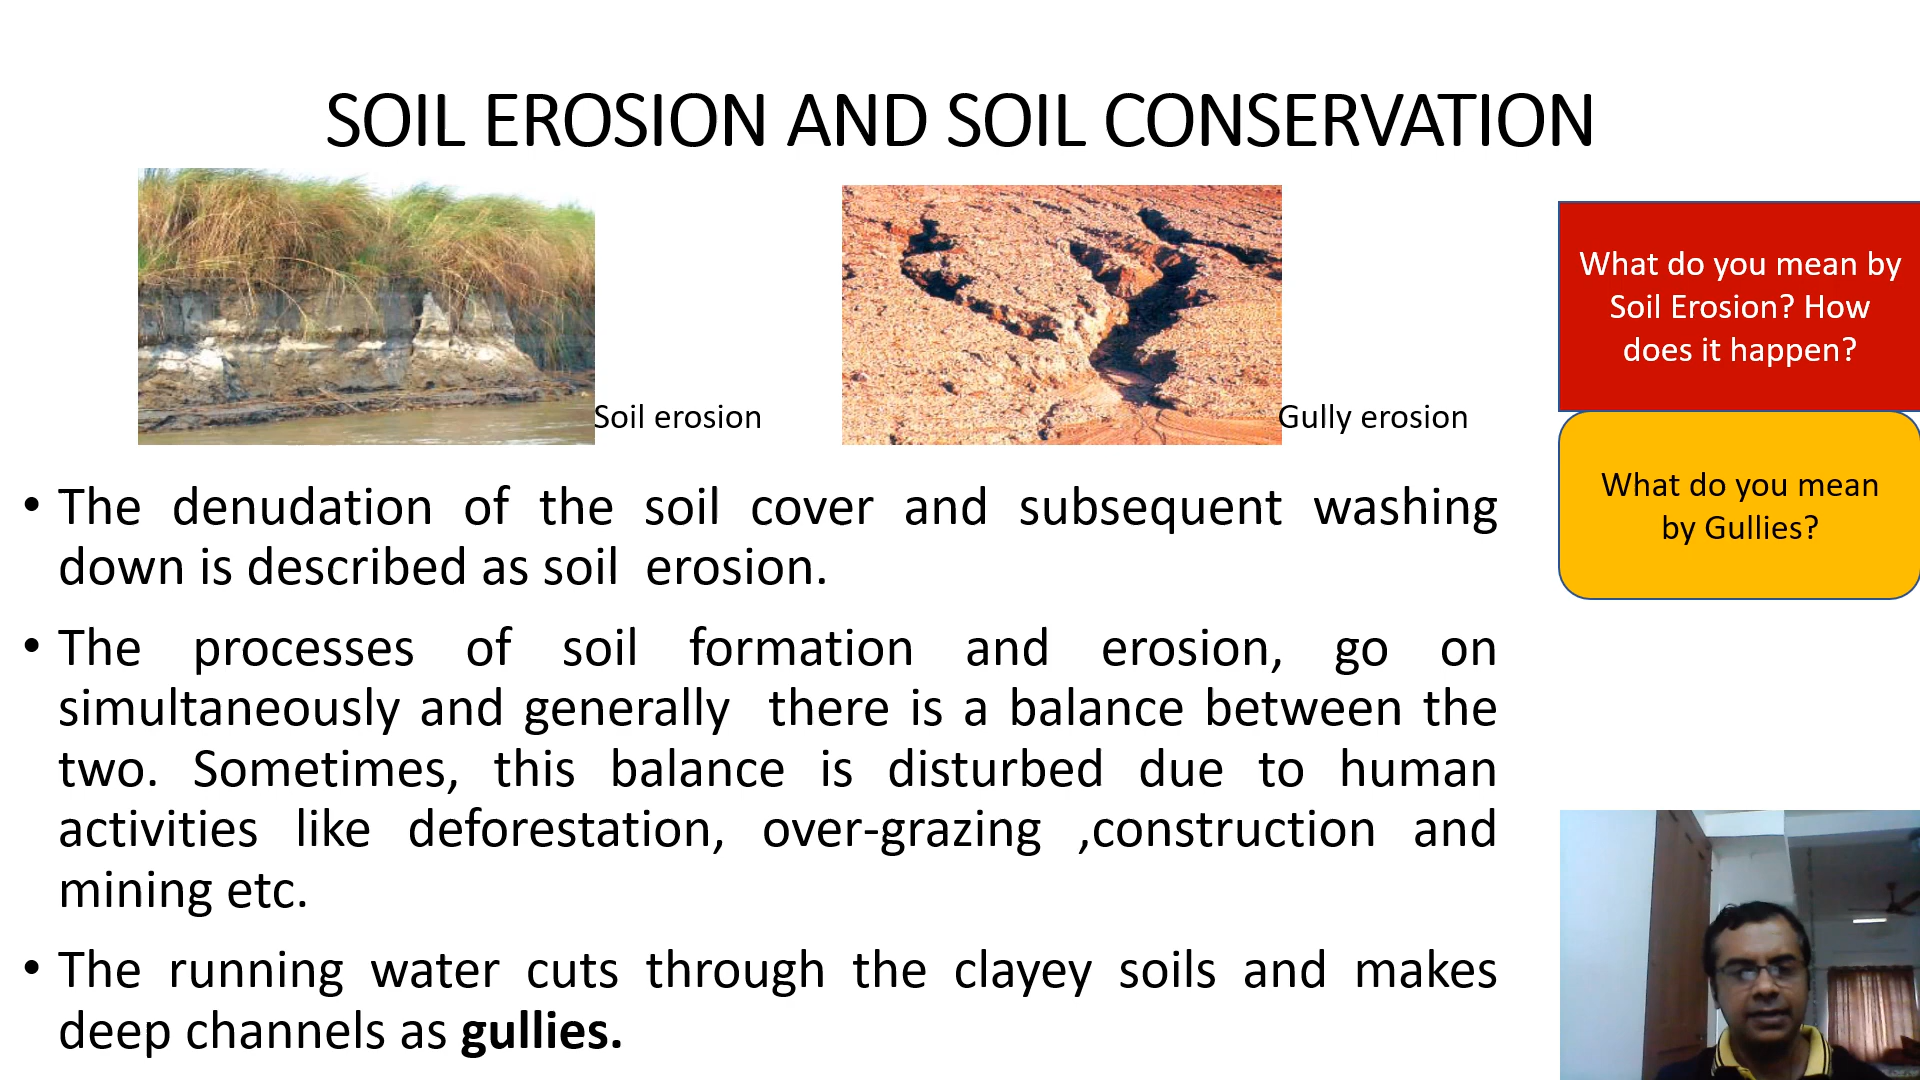 SOIL EROSION AND SOIL CONSERVATION
Soil erosion
Gully erosion
• The denudation of the soil cover and subsequent washing
down is described as soil erosion.
• The processes of soil formation and erosion, go on
simultaneously and generally there is a balance between the
two. Sometimes, this balance is disturbed due to human
activities like deforestation, over-grazing ,construction and
mining etc.
• The running water cuts through the clayey soils and makes
deep channels as gullies.
What do you mean by
Soil Erosion? How
does it happen?
What do you mean
by Gullies?